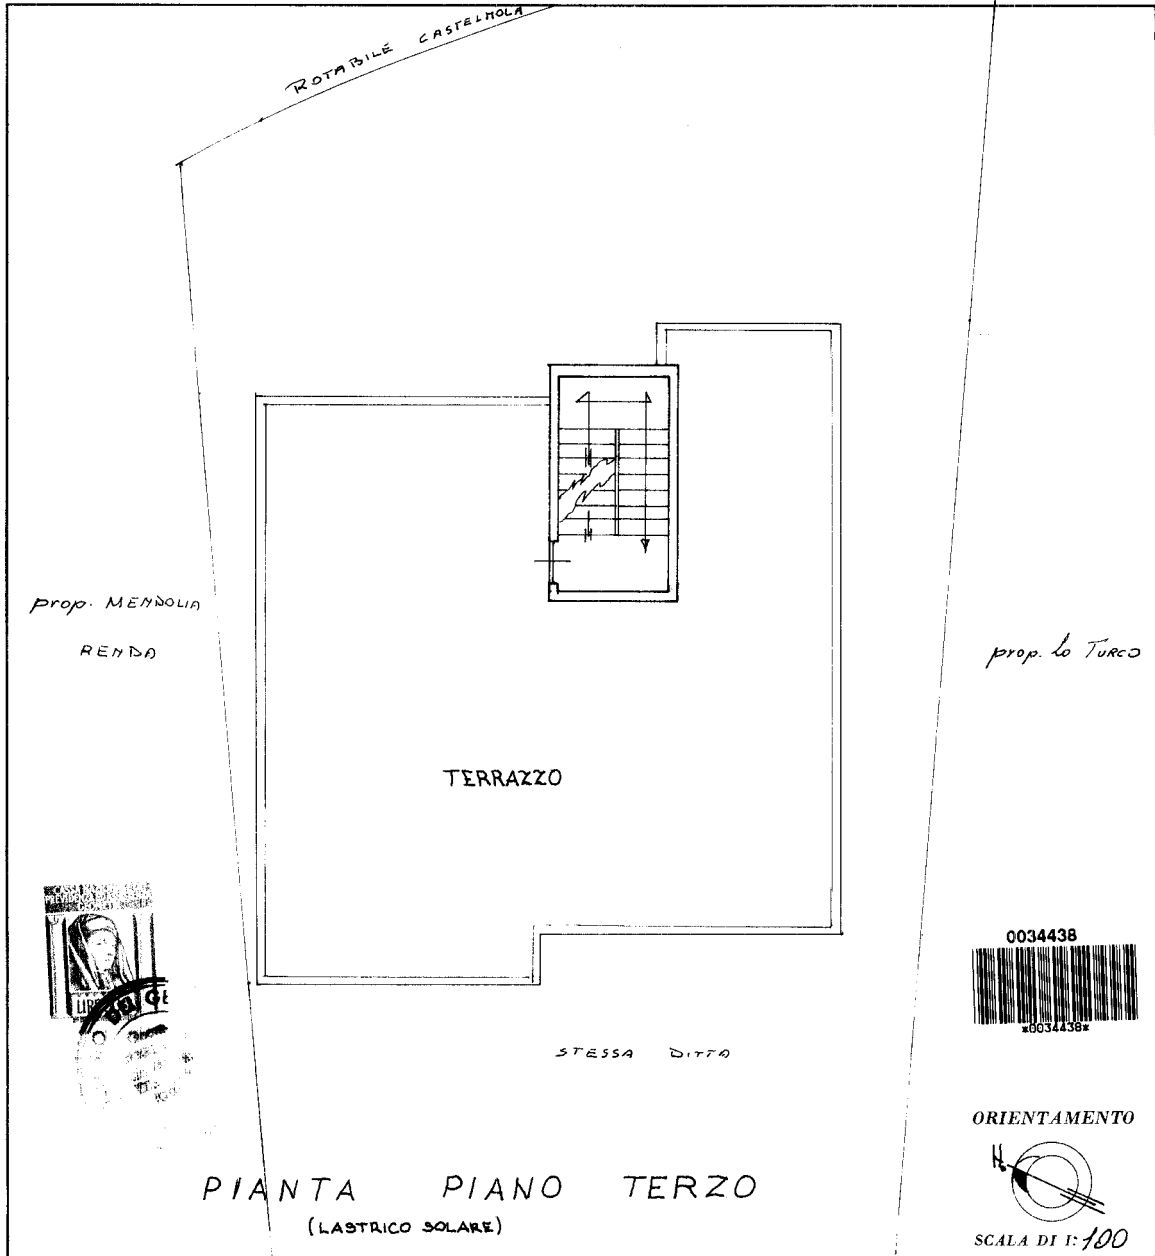 ROTABILE CASTELMOLA
prop. MENDOLIA
RENDA
prop. Lo TURCO
TERRAZZO
0034438
*0034438*
STESSA DITTA
ORIENTAMENTO
N.
PIANTA PIANO TERZO
(LASTRICO SOLARE)
SCALA DI 1: 100